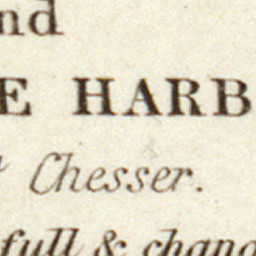 nd
E HARB
Chesser.
full & chang